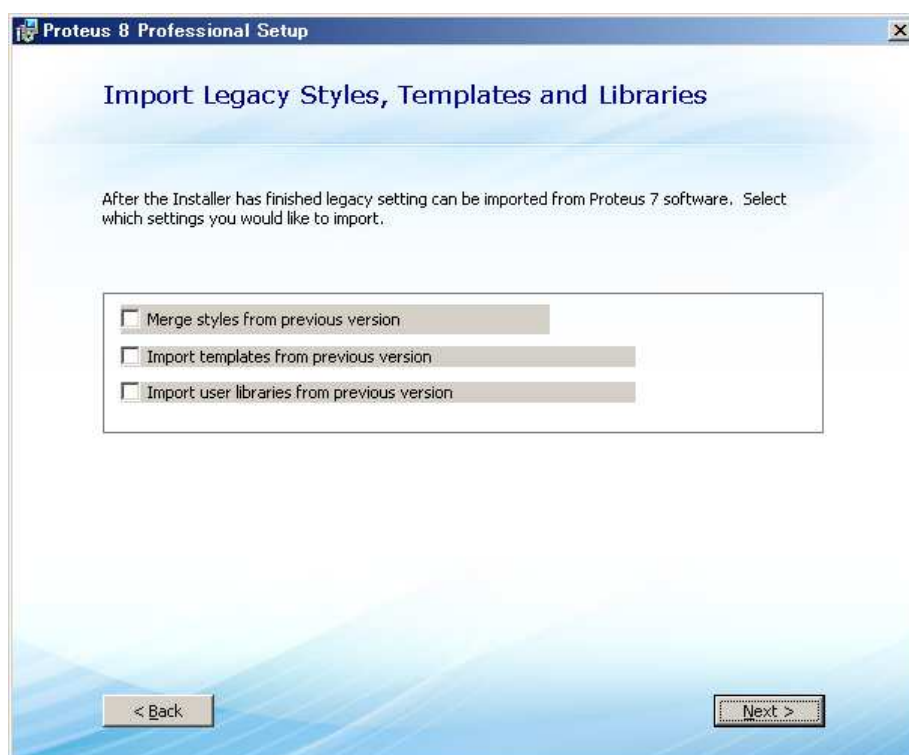 Proteus 8 Professional Setup
Import Legacy Styles, Templates and Libraries
After the Installer has finished legacy setting can be imported from Proteus 7 software. Select
which settings you would like to import.
Merge styles from previous version
Import templates from previous version
Import user libraries from previous version
< Back
Next >